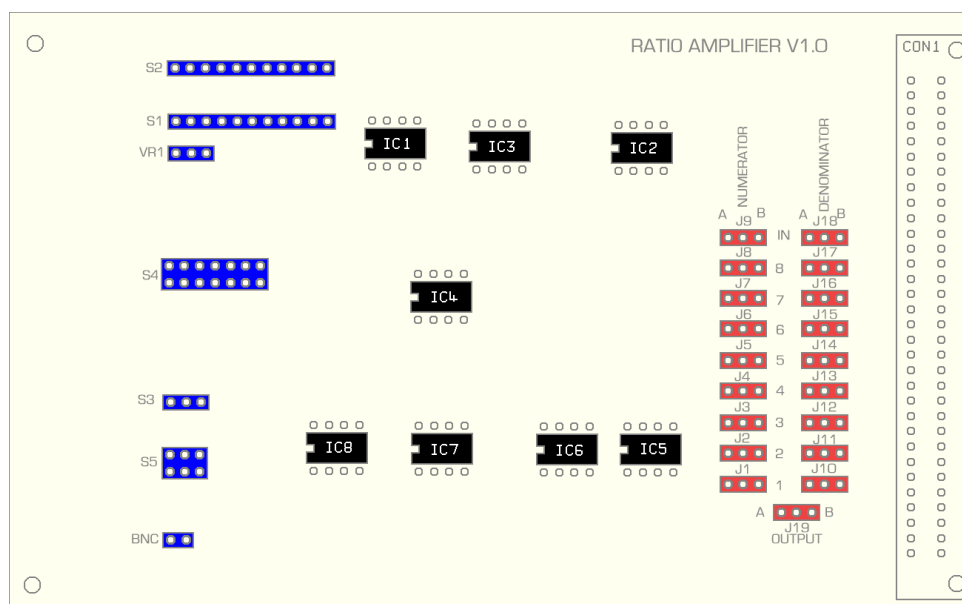 RATIO AMPLIFIER V1.0
CON1
S2
S1
VR1
IC1
IC3
IC2
NUMERATOR
DENOMINATOR
A B A B
J9 IN J18
J8 8 J17
J7 7 J16
J6 6 J15
J5 5 J14
J4 4 J13
J3 3 J12
J2 2 J11
J1 1 J10
S4
IC4
S3
IC8
IC7
IC6
IC5
S5
A B
J19
BNC
OUTPUT